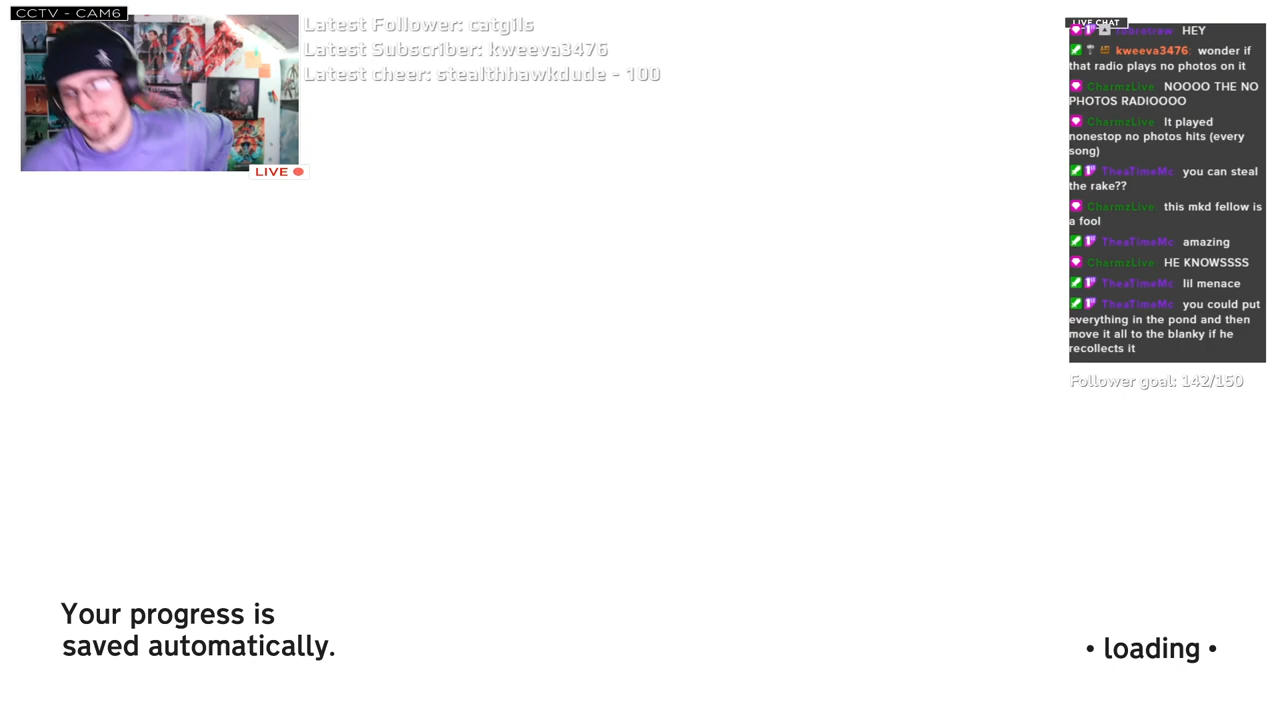 CCTV - CAM6
Latest Follower: catgils
Latest Subscriber: kweeva3476
Latest cheer: stealthhawkdude - 100
LIVE
LIVE CHAT
HEY
kweeva3476: wonder if
that radio plays no photos on it
CharmzLive: NOOOO THE NO
PHOTOS RADIOOOO
CharmzLive: It played
nonestop no photos hits (every
song)
TheaTimeMc: you can steal
the rake??
CharmzLive: this mkd fellow is
a fool
TheaTimeMc: amazing
CharmzLive: HE KNOWSSSS
TheaTimeMc: lil menace
TheaTimeMc: you could put
everything in the pond and then
move it all to the blanky if he
recollects it
Follower goal: 142/150
Your progress is
saved automatically.
• loading •